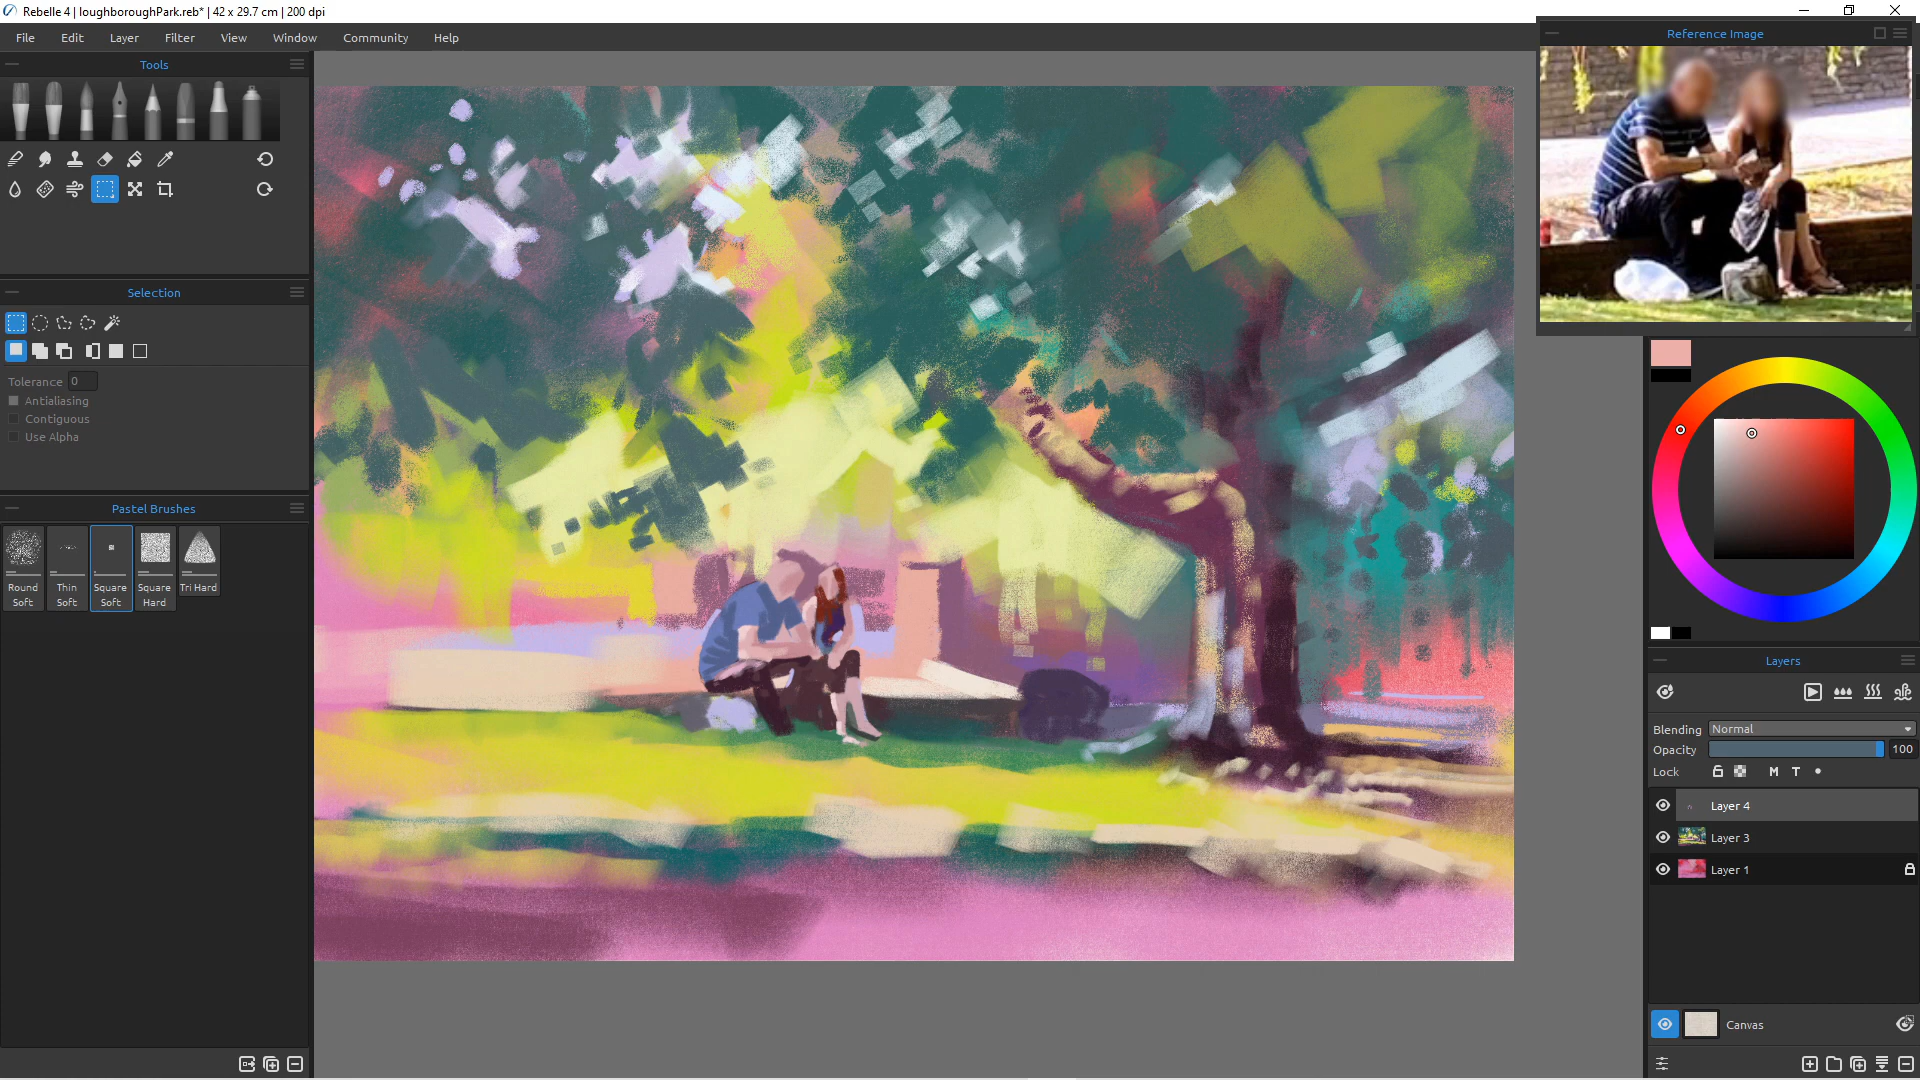 Rebelle 4 | loughboroughPark.reb* | 42 x 29.7 cm | 200 dpi
File Edit Layer Filter View Window Community Help
Tools
Selection
Tolerance 0
Antialiasing
Contiguous
Use Alpha
Pastel Brushes
Round Soft
Thin Soft
Square Soft
Square Hard
Tri Hard
Reference Image
Layers
Blending Normal
Opacity 100
Lock M T
Layer 4
Layer 3
Layer 1
Canvas